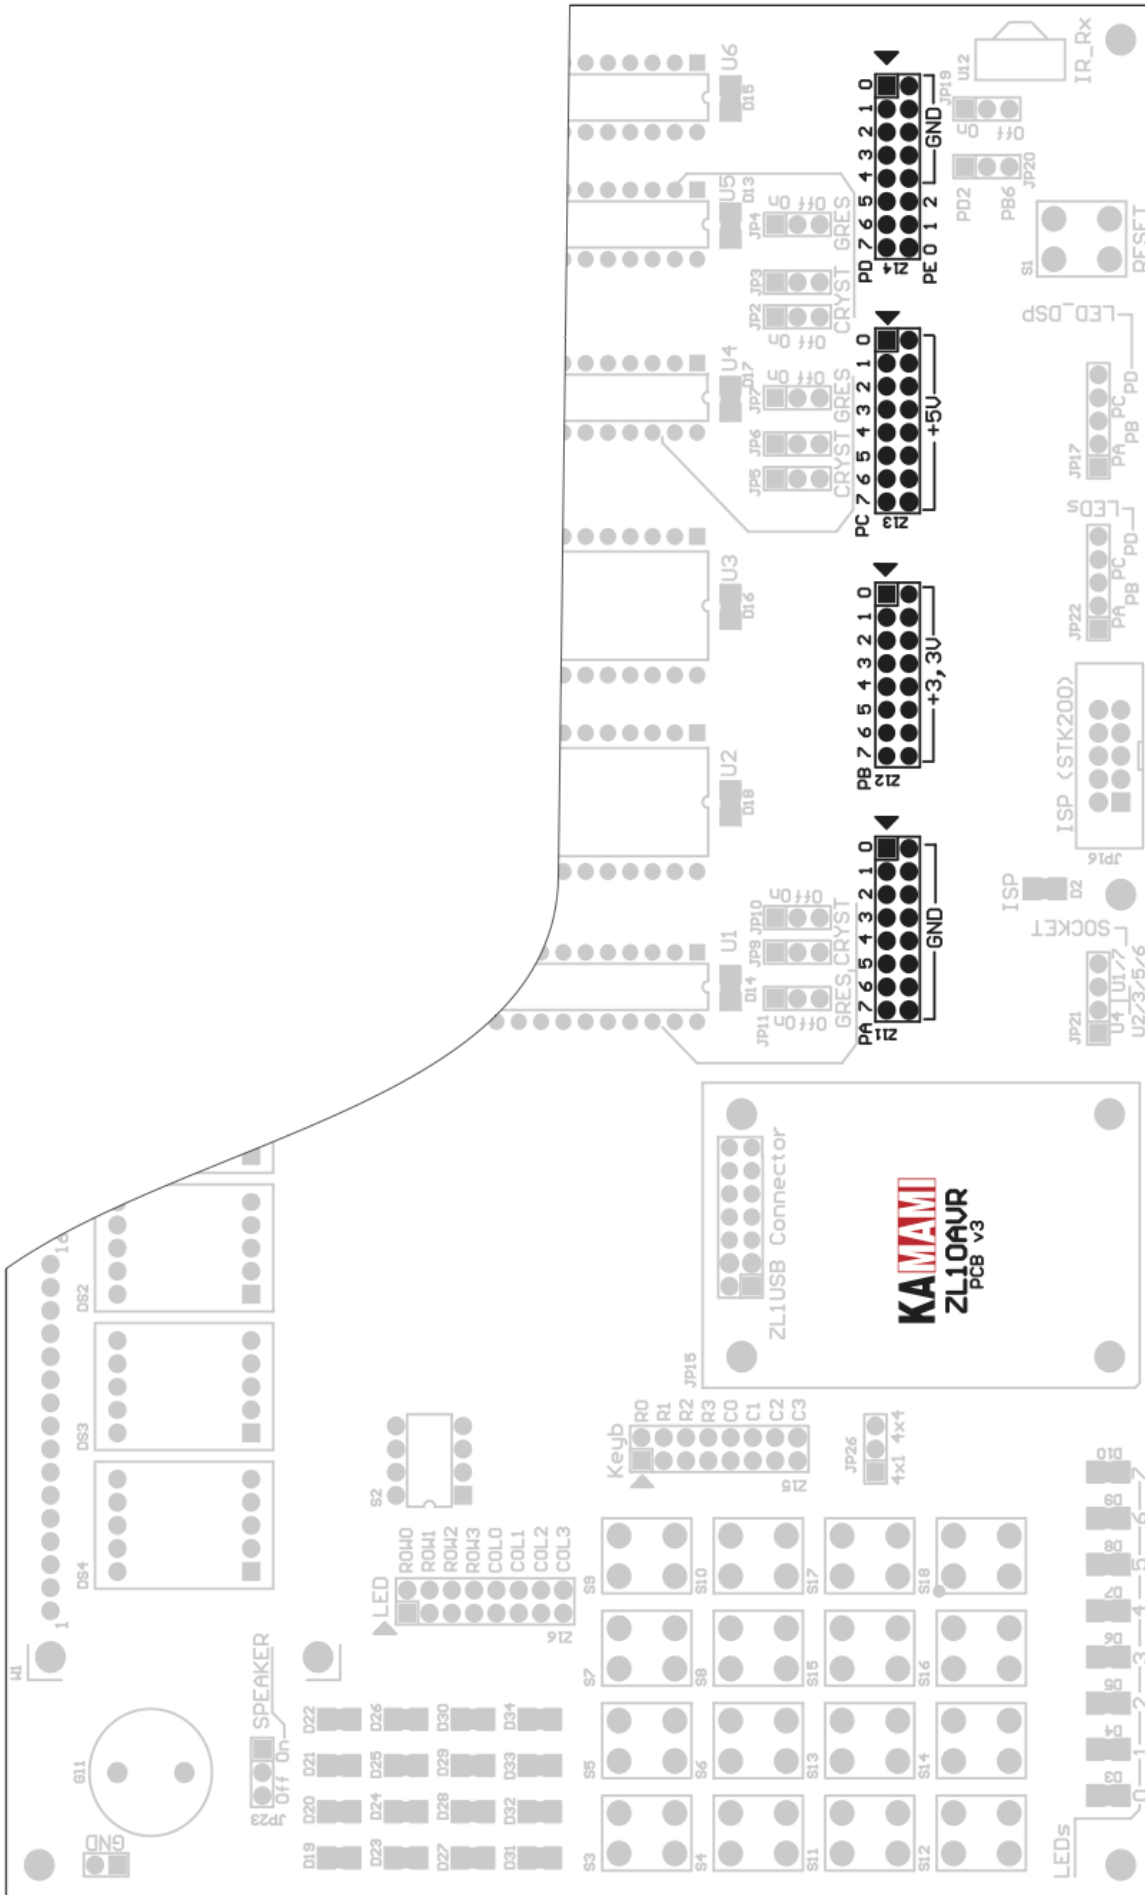 U6
D15
U5
D13
JP4
On Off
GRES
JP3
JP2
CRYST
On Off
U4
D17
JP7
On Off
GRES
JP6
JP5
CRYST
U3
D16
U2
D18
U1
D14
JP10
JP9
CRYST
Off On
JP11
GRES
Off On
0 1 2 3 4 5 6 7
PD
Z14
GND
PE 0 1 2
0 1 2 3 4 5 6 7
PC
Z13
+5V
0 1 2 3 4 5 6 7
PB
Z12
+3,3V
0 1 2 3 4 5 6 7
PA
Z11
GND
U12
IR_Rx
JP19
On Off
JP20
PD2 PB6
S1
RESET
LED_DSP
JP17
PA PB PC PD
LEDs
JP22
PA PB PC PD
ISP (STK200)
JP16
ISP
D2
SOCKET
JP21
U4 U1/7
U2/3/5/6
ZL1USB Connector
JP15
KAMAMI
ZL10AVR
PCB v3
16
1
DS2
DS3
DS4
W1
S2
LED
ROW0
ROW1
ROW2
ROW3
COL0
COL1
COL2
COL3
Z16
Keyb
R0
R1
R2
R3
C0
C1
C2
C3
Z15
JP26
4x1 4x4
G11
GND
SPEAKER
Off On
JP23
D22 D26 D30 D34
D21 D25 D29 D33
D20 D24 D28 D32
D19 D23 D27 D31
S9 S10 S17 S18
S7 S8 S15 S16
S5 S6 S13 S14
S3 S4 S11 S12
D10 7
D9 6
D8 5
D7 4
D6 3
D5 2
D4 1
D3 0
LEDs